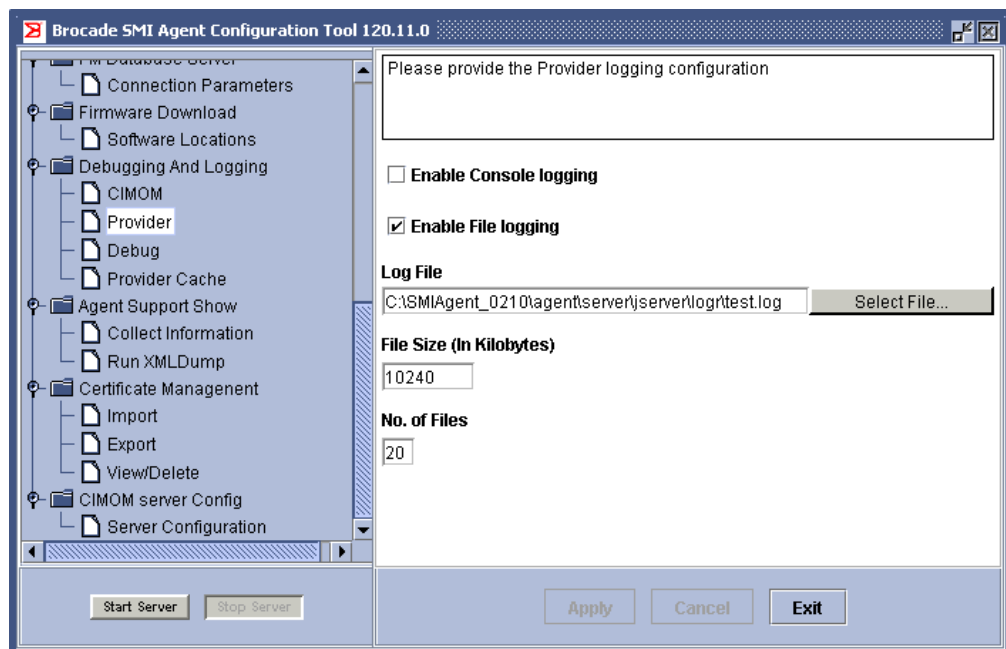 Brocade SMI Agent Configuration Tool 120.11.0
FM Database Server
Connection Parameters
Firmware Download
Software Locations
Debugging And Logging
CIMOM
Provider
Debug
Provider Cache
Agent Support Show
Collect Information
Run XMLDump
Certificate Managenent
Import
Export
View/Delete
CIMOM server Config
Server Configuration
Start Server
Stop Server
Please provide the Provider logging configuration
Enable Console logging
Enable File logging
Log File
C:\SMIAgent_0210\agent\server\jserver\logr\test.log
Select File...
File Size (In Kilobytes)
10240
No. of Files
20
Apply
Cancel
Exit